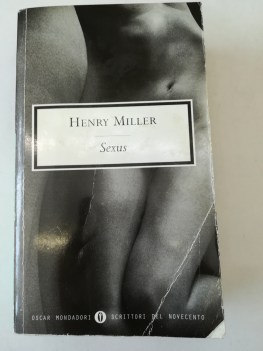 HENRY MILLER
Sexus
OSCAR MONDADORI SCRITTORI DEL NOVECENTO